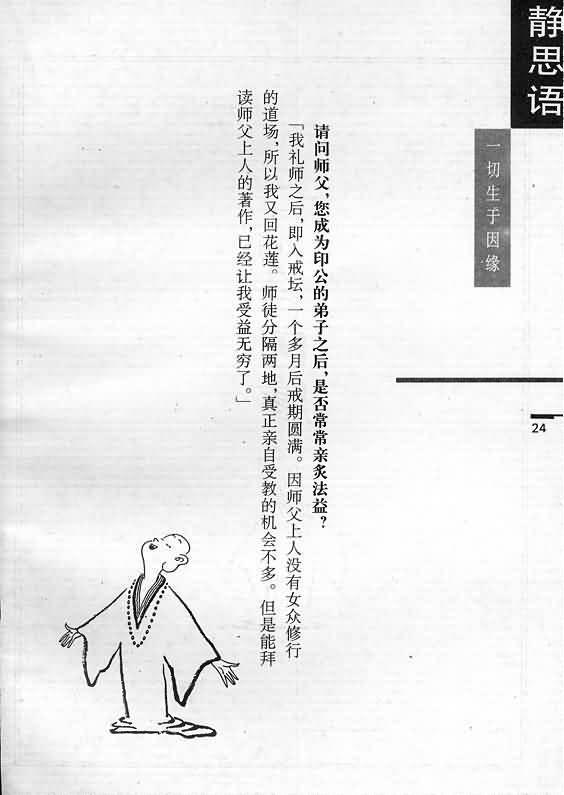 静思语
一切生于因缘
24
请问师父，您成为印公的弟子之后，是否常常亲炙法益？
「我礼师之后，即入戒坛，一个多月后戒期圆满。因师父上人没有女众修行
的道场，所以我又回花莲。师徒分隔两地，真正亲自受教的机会不多。但是能拜
读师父上人的著作，已经让我受益无穷了。」